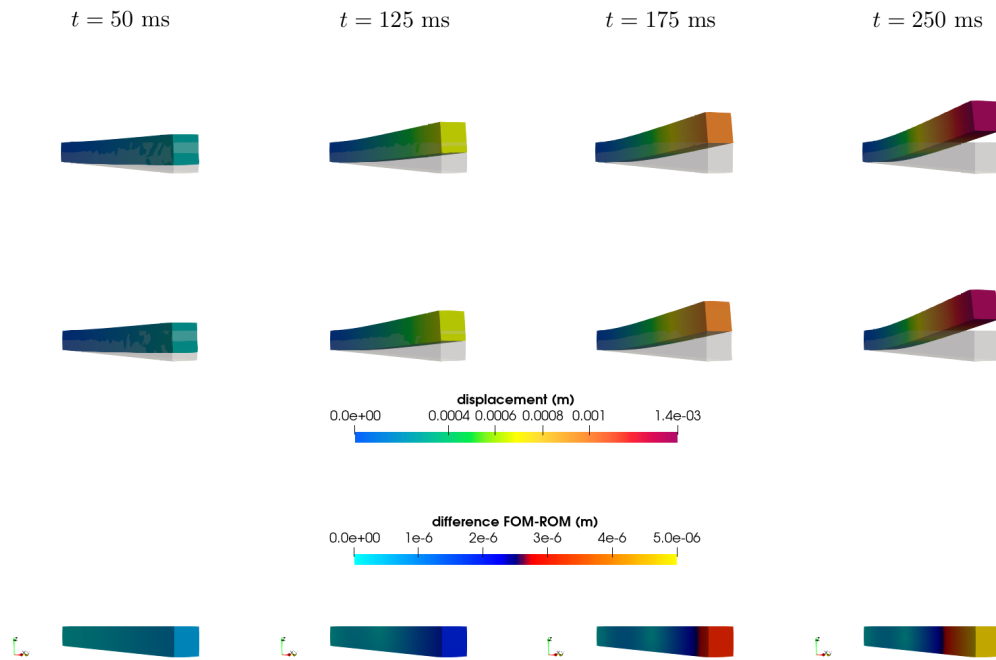 t = 50 ms t = 125 ms t = 175 ms t = 250 ms
displacement (m)
0.0e+00 0.0004 0.0006 0.0008 0.001 1.4e-03
difference FOM-ROM (m)
0.0e+00 1e-6 2e-6 3e-6 4e-6 5.0e-06